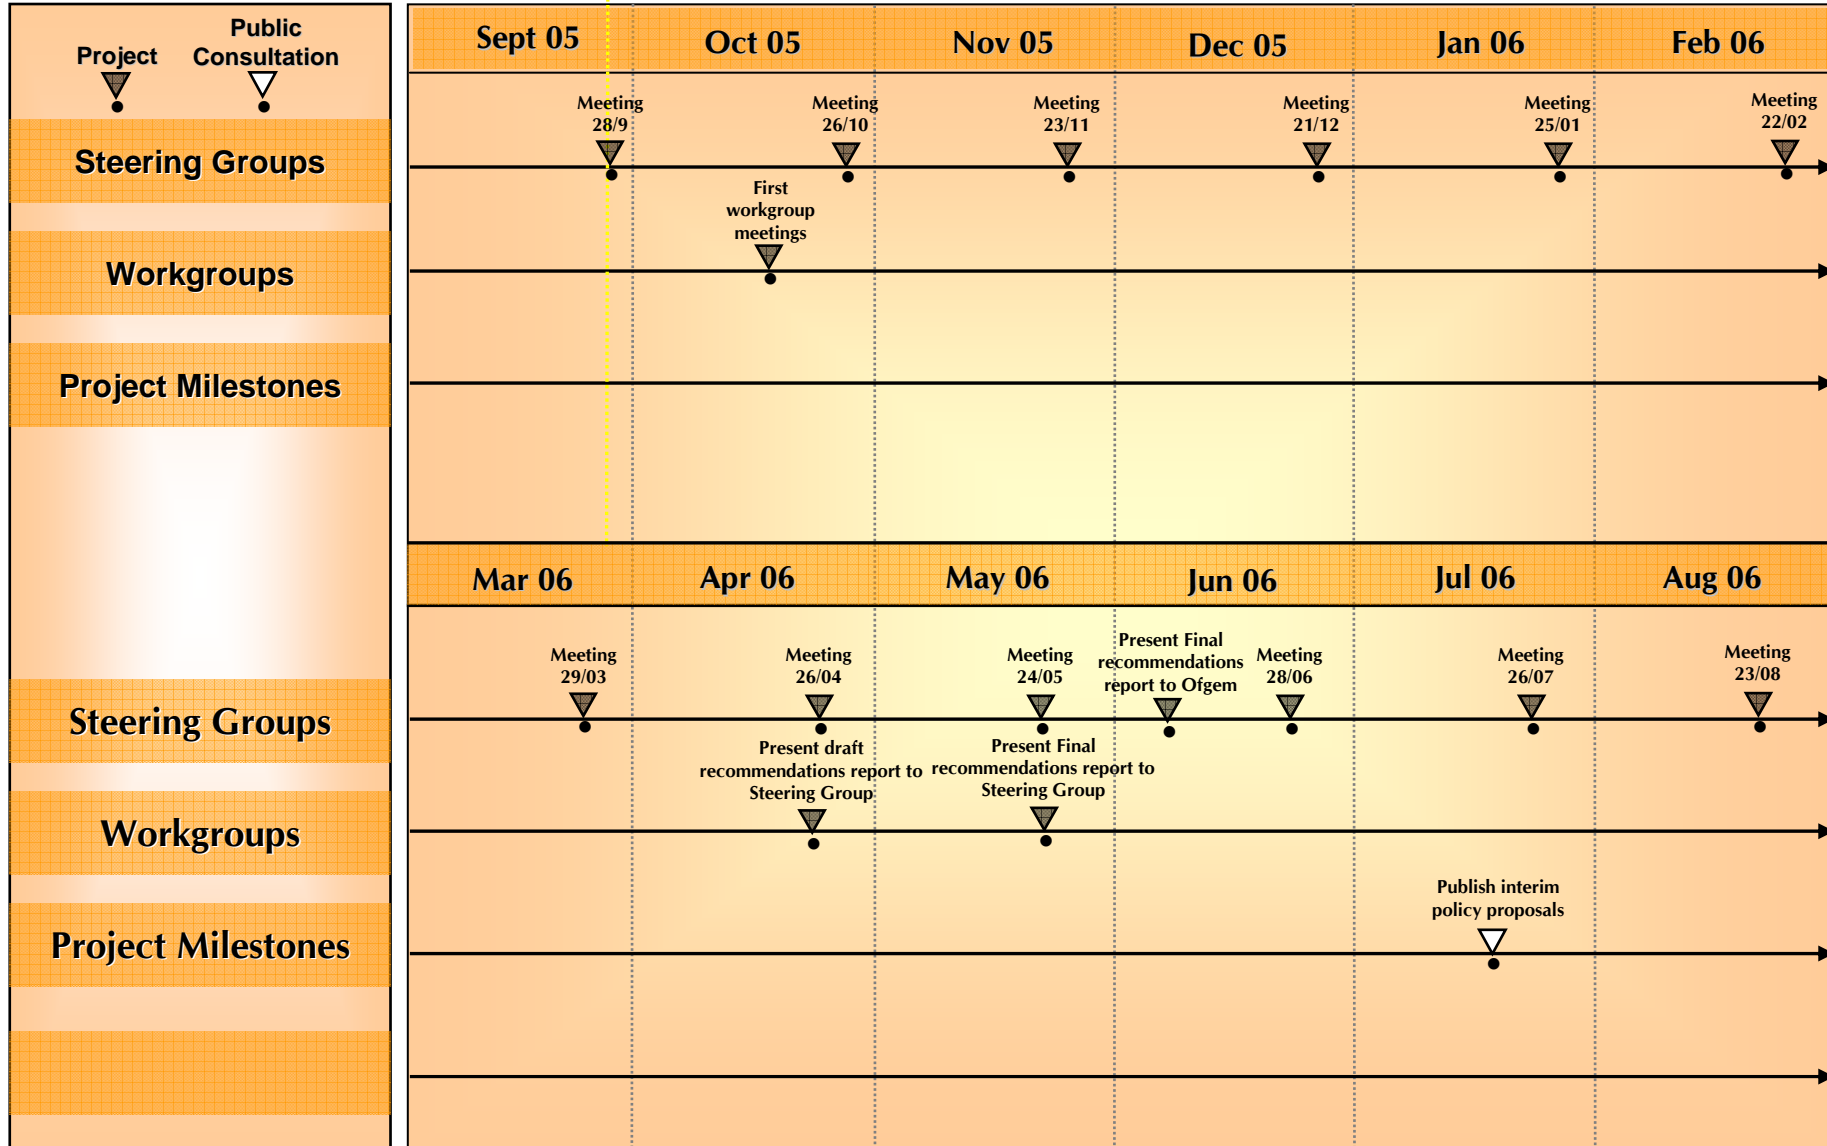 Project
Public
Consultation
Sept 05
Oct 05
Nov 05
Dec 05
Jan 06
Feb 06
Steering Groups
Meeting
28/9
Meeting
26/10
Meeting
23/11
Meeting
21/12
Meeting
25/01
Meeting
22/02
Workgroups
First
workgroup
meetings
Project Milestones
Mar 06
Apr 06
May 06
Jun 06
Jul 06
Aug 06
Steering Groups
Meeting
29/03
Meeting
26/04
Meeting
24/05
Present Final
recommendations
report to Ofgem
Meeting
28/06
Meeting
26/07
Meeting
23/08
Workgroups
Present draft
recommendations report to
Steering Group
Present Final
recommendations report to
Steering Group
Project Milestones
Publish interim
policy proposals